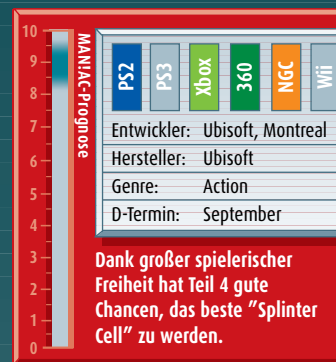 10
9
8
7
6
5
4
3
2
1
0
MAN!AC-Prognose
PS2 PS3 Xbox 360 NGC Wii
Entwickler: Ubisoft, Montreal
Hersteller: Ubisoft
Genre: Action
D-Termin: September
Dank großer spielerischer
Freiheit hat Teil 4 gute
Chancen, das beste "Splinter
Cell" zu werden.